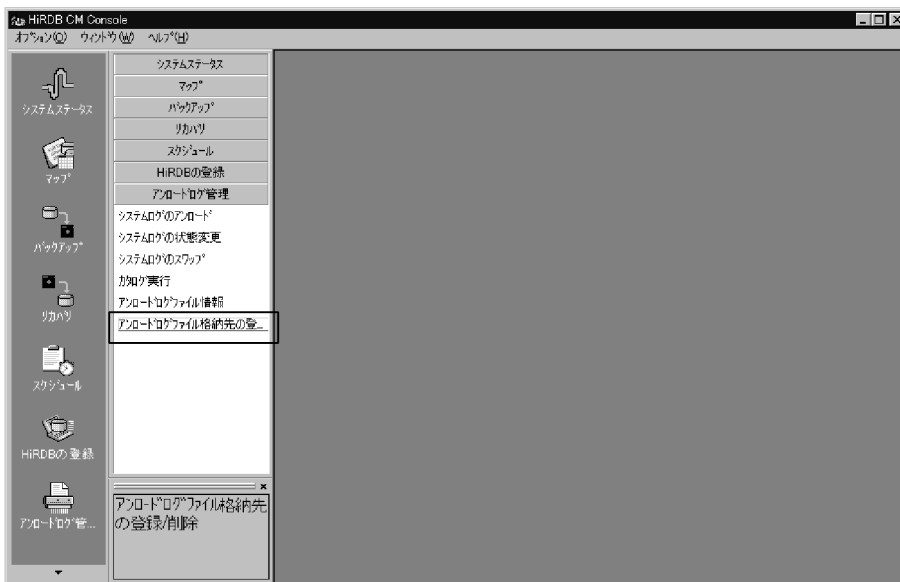 HiRDB CM Console
ｵﾌﾟｼｮﾝ(O) ｳｨﾝﾄﾞｳ(W) ﾍﾙﾌﾟ(H)
ｼｽﾃﾑｽﾃｰﾀｽ
ﾏｯﾌﾟ
ﾊﾞｯｸｱｯﾌﾟ
ﾘｶﾊﾞﾘ
ｽｹｼﾞｭｰﾙ
HiRDBの登録
ｱﾝﾛｰﾄﾞﾛｸﾞ管...
ｼｽﾃﾑｽﾃｰﾀｽ
ﾏｯﾌﾟ
ﾊﾞｯｸｱｯﾌﾟ
ﾘｶﾊﾞﾘ
ｽｹｼﾞｭｰﾙ
HiRDBの登録
ｱﾝﾛｰﾄﾞﾛｸﾞ管理
ｼｽﾃﾑﾛｸﾞのｱﾝﾛｰﾄﾞ
ｼｽﾃﾑﾛｸﾞの状態変更
ｼｽﾃﾑﾛｸﾞのｽﾜｯﾌﾟ
ｶﾀﾛｸﾞ実行
ｱﾝﾛｰﾄﾞﾛｸﾞﾌｧｲﾙ情報
ｱﾝﾛｰﾄﾞﾛｸﾞﾌｧｲﾙ格納先の登...
ｱﾝﾛｰﾄﾞﾛｸﾞﾌｧｲﾙ格納先
の登録/削除